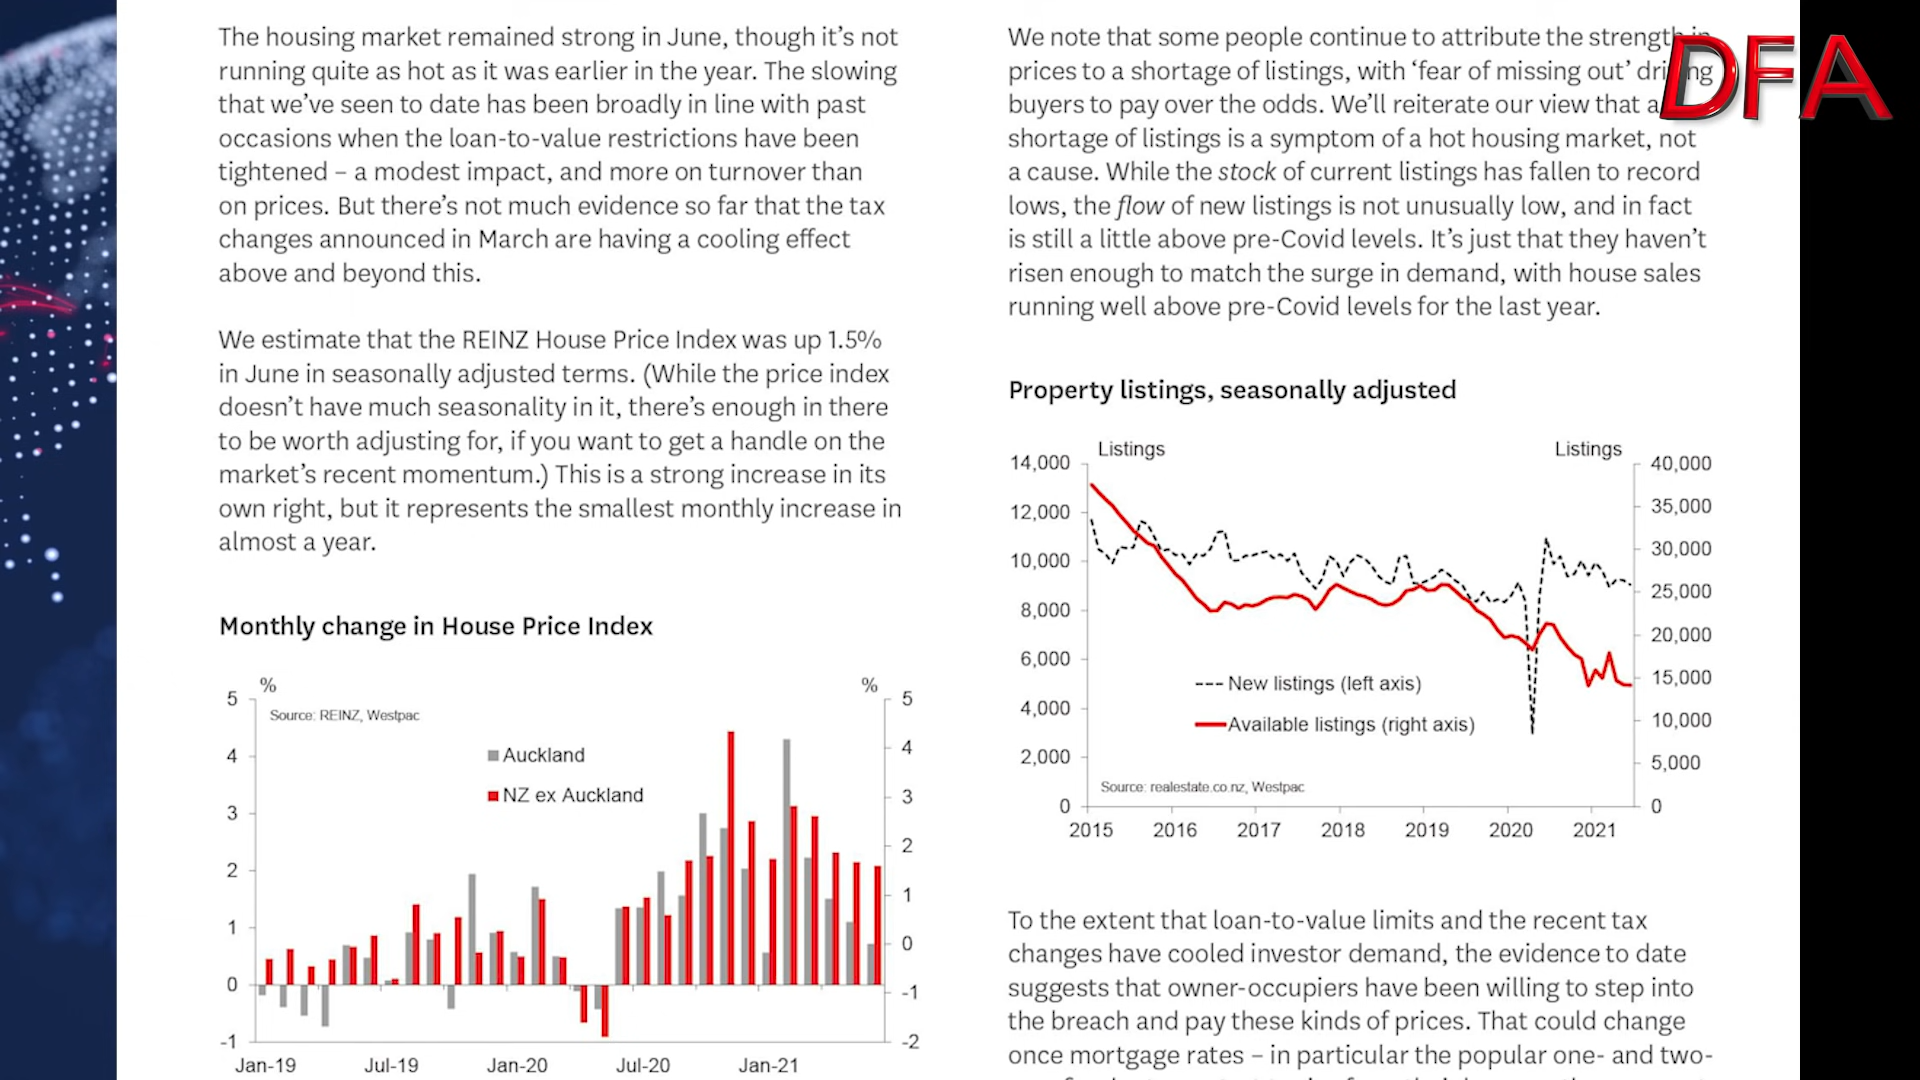 The housing market remained strong in June, though it’s not
running quite as hot as it was earlier in the year. The slowing
that we’ve seen to date has been broadly in line with past
occasions when the loan-to-value restrictions have been
tightened – a modest impact, and more on turnover than
on prices. But there’s not much evidence so far that the tax
changes announced in March are having a cooling effect
above and beyond this.
We estimate that the REINZ House Price Index was up 1.5%
in June in seasonally adjusted terms. (While the price index
doesn’t have much seasonality in it, there’s enough in there
to be worth adjusting for, if you want to get a handle on the
market’s recent momentum.) This is a strong increase in its
own right, but it represents the smallest monthly increase in
almost a year.
Monthly change in House Price Index
% %
5 5
Source: REINZ, Westpac
Auckland
4 4
NZ ex Auckland
3 3
2 2
1 1
0 0
-1 -1
-2
Jan-19 Jul-19 Jan-20 Jul-20 Jan-21
We note that some people continue to attribute the strength in
prices to a shortage of listings, with ‘fear of missing out’ driving
buyers to pay over the odds. We’ll reiterate our view that a
shortage of listings is a symptom of a hot housing market, not
a cause. While the stock of current listings has fallen to record
lows, the flow of new listings is not unusually low, and in fact
is still a little above pre-Covid levels. It’s just that they haven’t
risen enough to match the surge in demand, with house sales
running well above pre-Covid levels for the last year.
Property listings, seasonally adjusted
Listings Listings
14,000 40,000
12,000 35,000
10,000 30,000
8,000 25,000
6,000 20,000
New listings (left axis)
15,000
4,000 10,000
Available listings (right axis)
2,000 5,000
Source: realestate.co.nz, Westpac
0 0
2015 2016 2017 2018 2019 2020 2021
To the extent that loan-to-value limits and the recent tax
changes have cooled investor demand, the evidence to date
suggests that owner-occupiers have been willing to step into
the breach and pay these kinds of prices. That could change
once mortgage rates – in particular the popular one- and two-
DFA